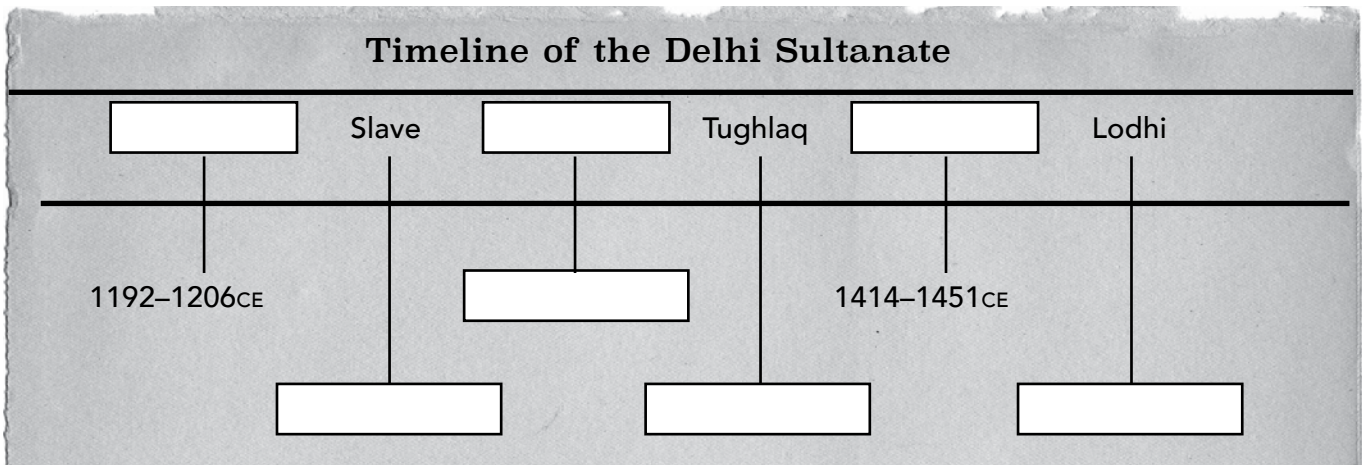 Timeline of the Delhi Sultanate
Slave Tughlaq Lodhi
1192–1206CE 1414–1451CE